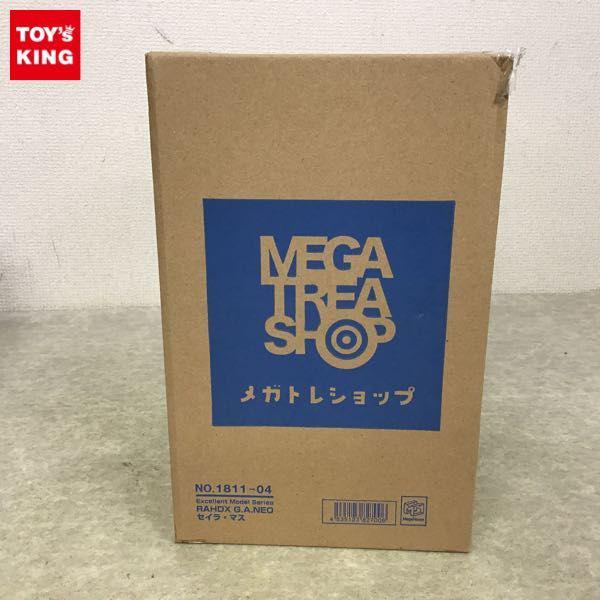 TOY'S
KING
MEGA
TREA
SHOP
メガトレショップ
NO.1811-04
Excellent Model Series
RAHDX G.A.NEO
セイラ・マス
MegaHouse